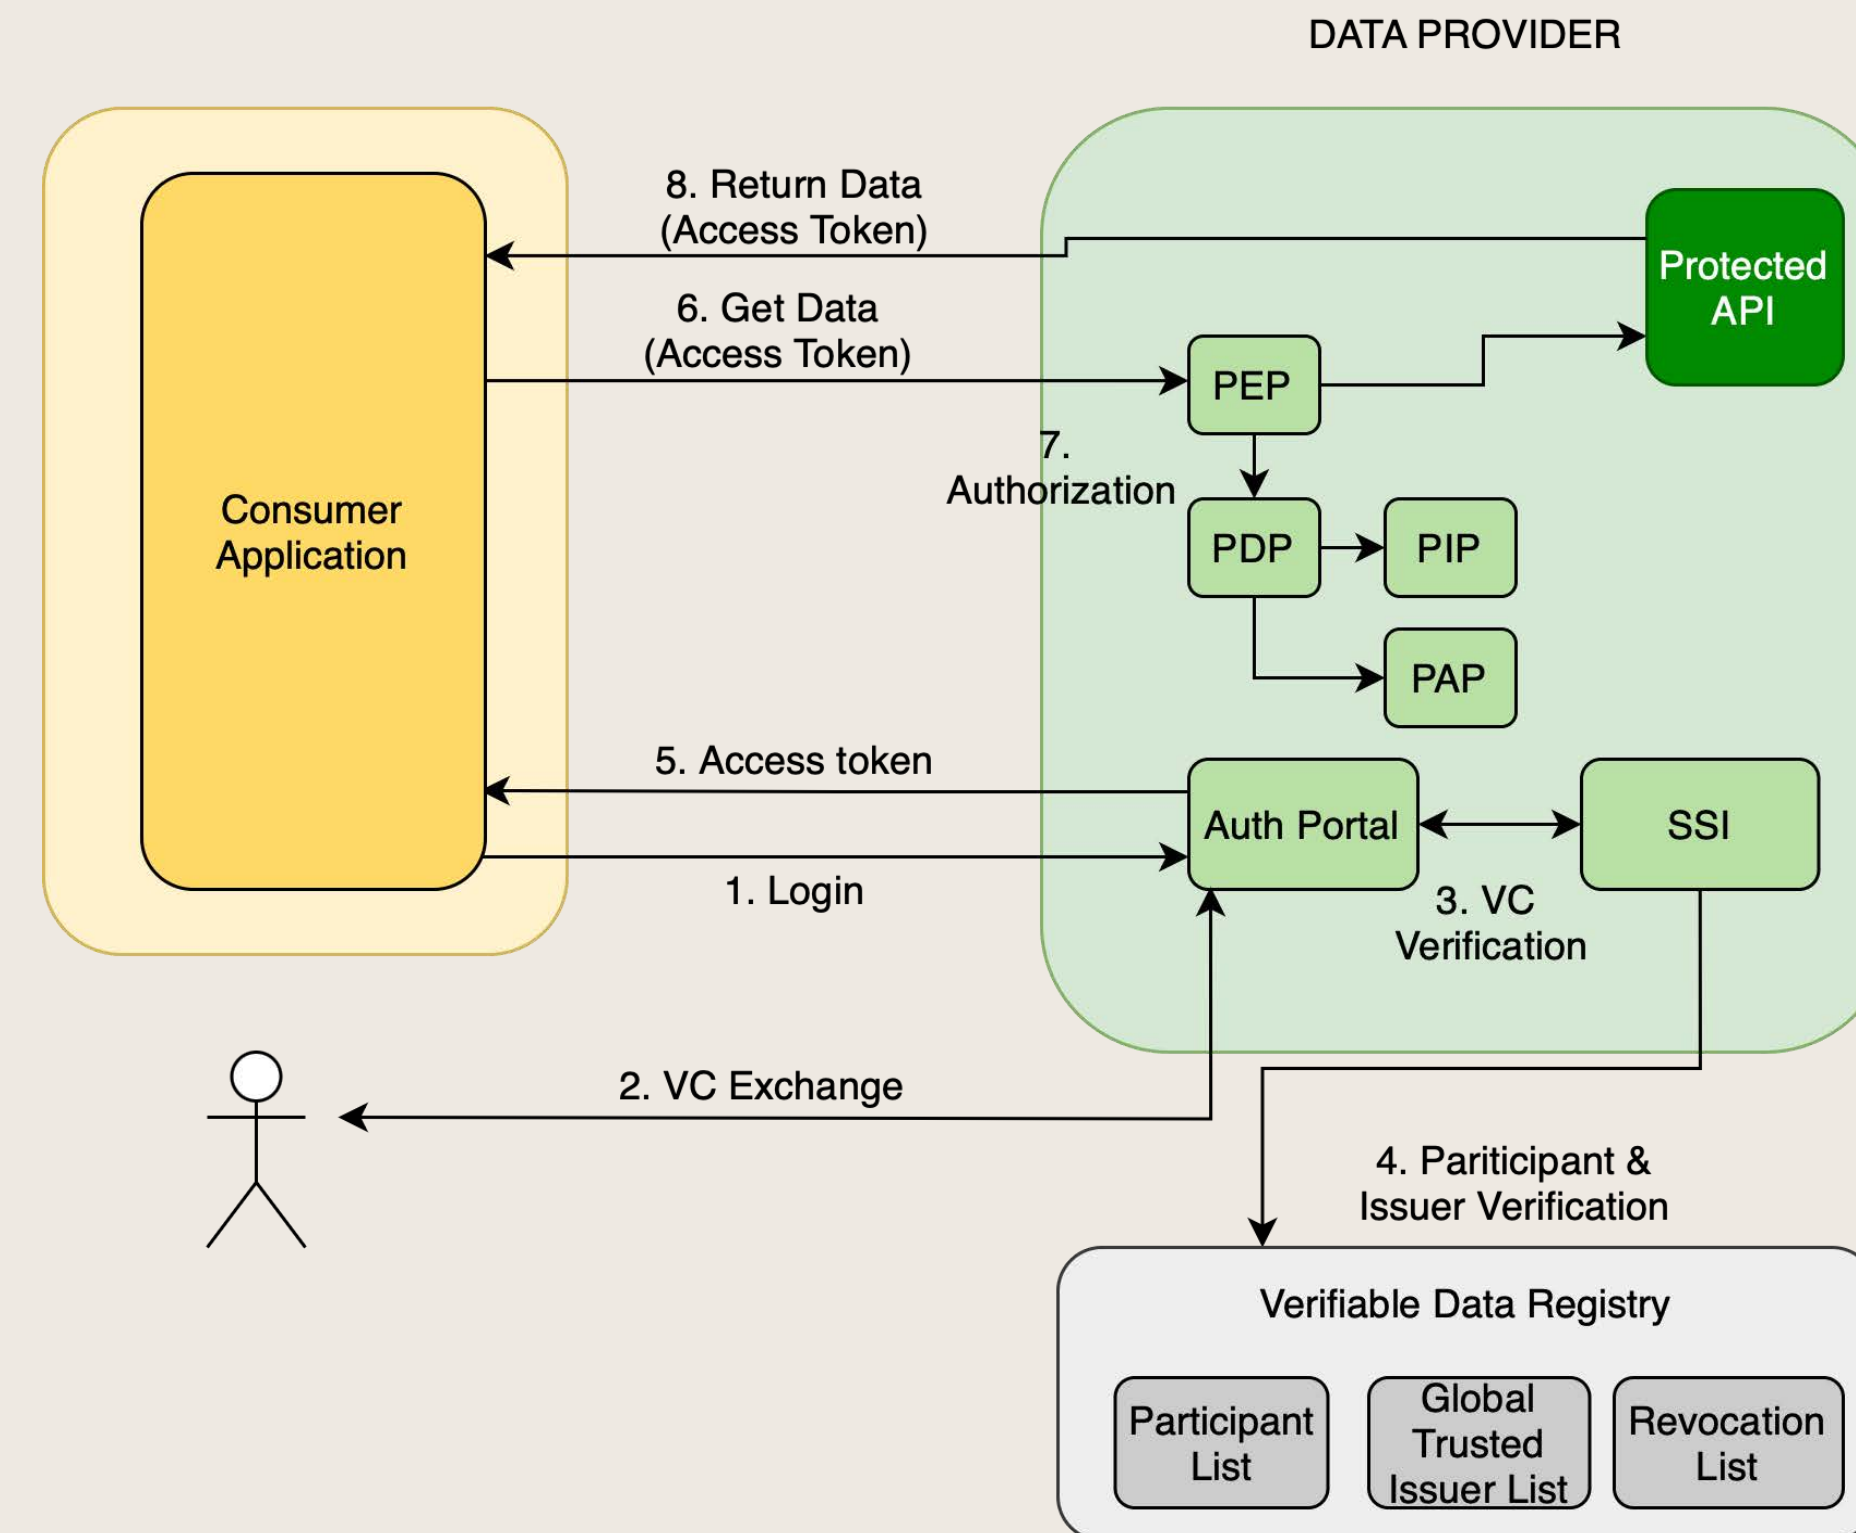 DATA PROVIDER
8. Return Data
(Access Token)
Protected
API
6. Get Data
(Access Token)
PEP
7.
Authorization
Consumer
Application
PDP
PIP
PAP
5. Access token
Auth Portal
SSI
1. Login
3. VC
Verification
2. VC Exchange
4. Pariticipant &
Issuer Verification
Verifiable Data Registry
Participant
List
Global
Trusted
Issuer List
Revocation
List